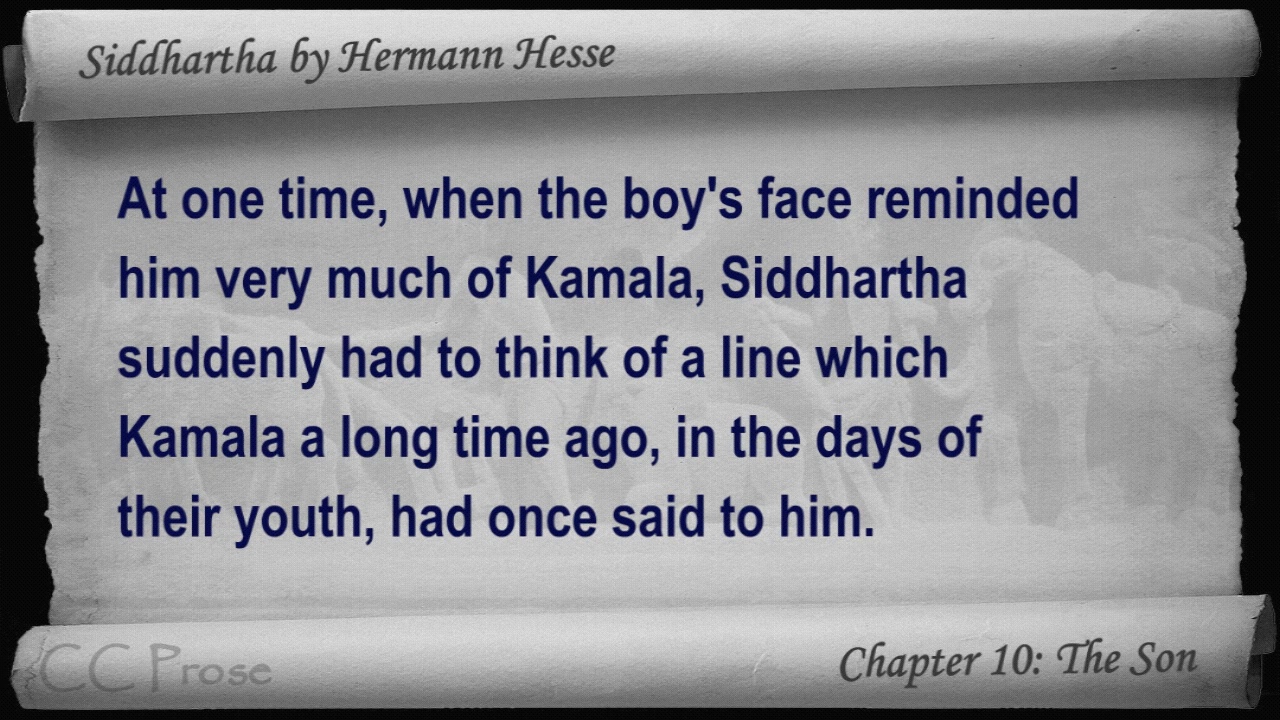 Siddhartha by Hermann Hesse
At one time, when the boy's face reminded
him very much of Kamala, Siddhartha
suddenly had to think of a line which
Kamala a long time ago, in the days of
their youth, had once said to him.
CC Prose
Chapter 10: The Son